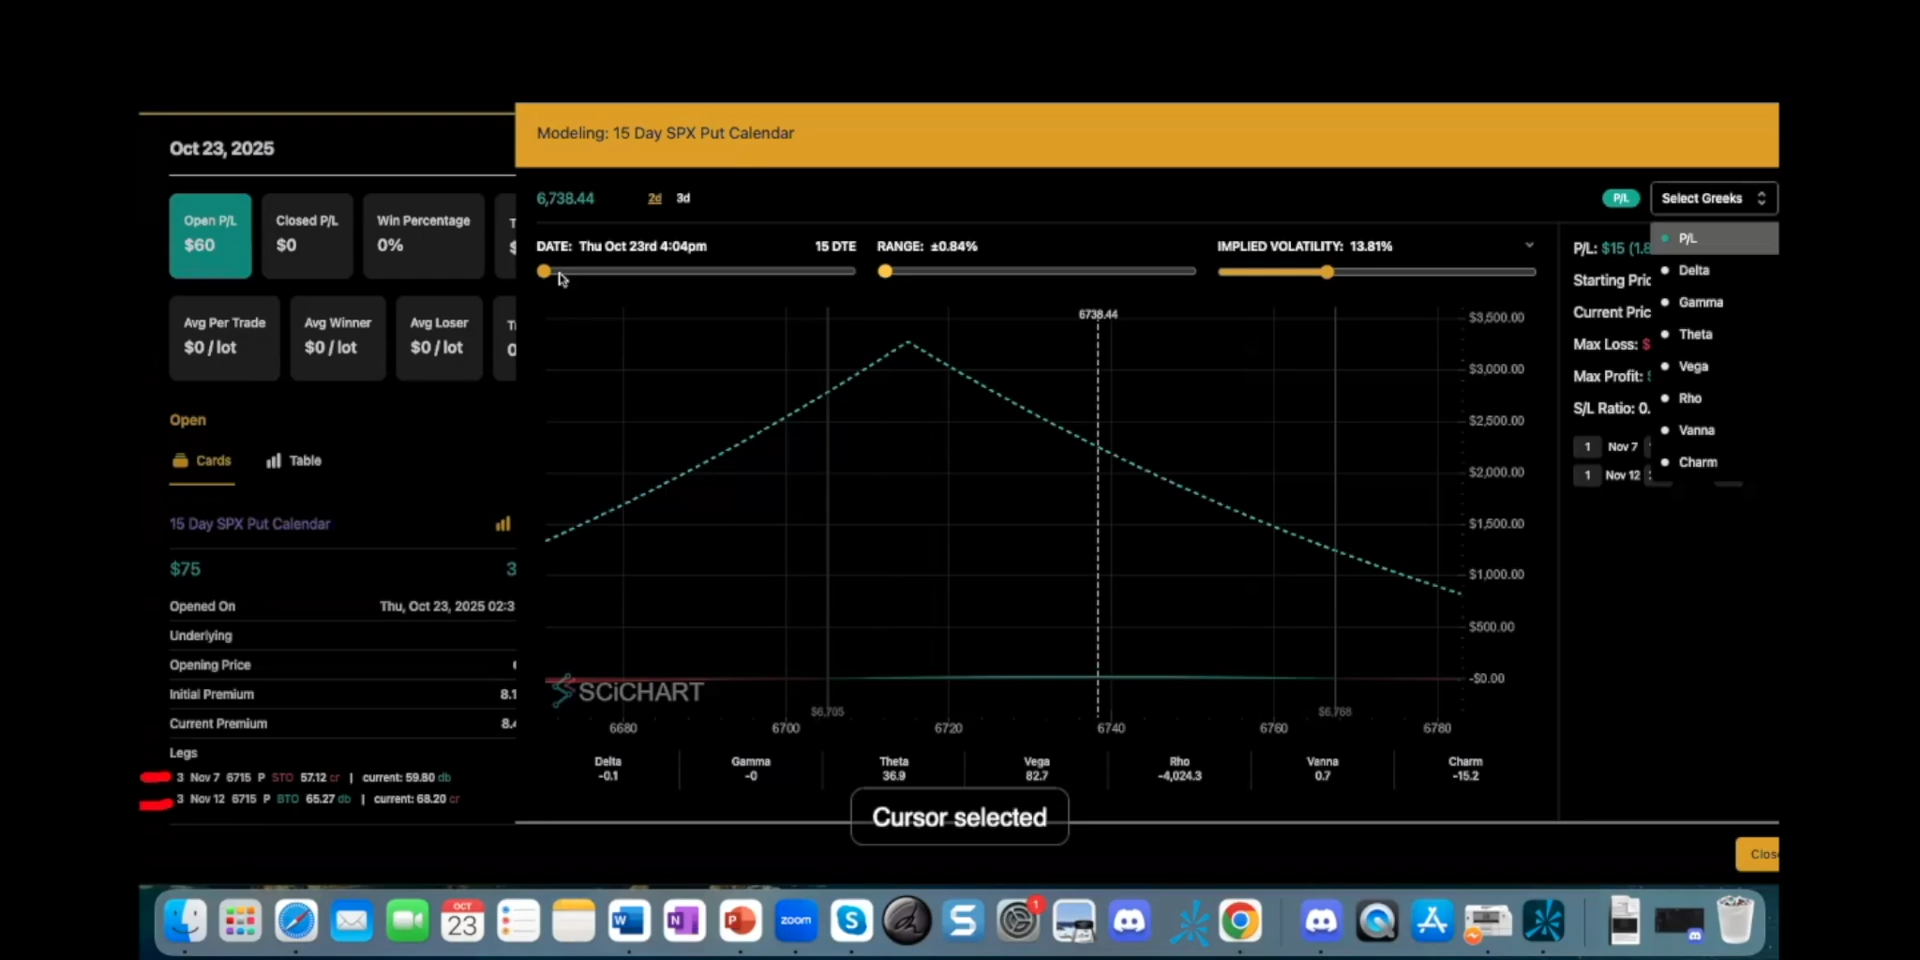 Modeling: 15 Day SPX Put Calendar
Oct 23, 2025
6,738.44 2d 3d P/L Select Greeks
Open P/L Closed P/L Win Percentage
$60 $0 0%
DATE: Thu Oct 23rd 4:04pm 15 DTE RANGE: ±0.84% IMPLIED VOLATILITY: 13.81%
P/L: $15
Starting
Current
Max Loss: $
Max Profit:
S/L Ratio: 0.
1 Nov 7
1 Nov 12
P/L
Delta
Gamma
Theta
Vega
Rho
Vanna
Charm
Avg Per Trade Avg Winner Avg Loser
$0 / lot $0 / lot $0 / lot
6738.44
$3,500.00
$3,000.00
$2,500.00
$2,000.00
$1,500.00
$1,000.00
$500.00
-$0.00
SCiCHART
$6,705 $6,768
6680 6700 6720 6740 6760 6780
Open
Cards Table
15 Day SPX Put Calendar
$75 3
Opened On Thu, Oct 23, 2025 02:3
Underlying
Opening Price
Initial Premium 8.1
Current Premium 8.4
Legs
3 Nov 7 6715 P STO 57.12 cr | current: 59.80 db
3 Nov 12 6715 P BTO 65.27 db | current: 68.20 cr
Delta Gamma Theta Vega Rho Vanna Charm
-0.1 -0 36.9 82.7 -4,024.3 0.7 -15.2
Cursor selected
Close
OCT
23
W N P zoom S S 1